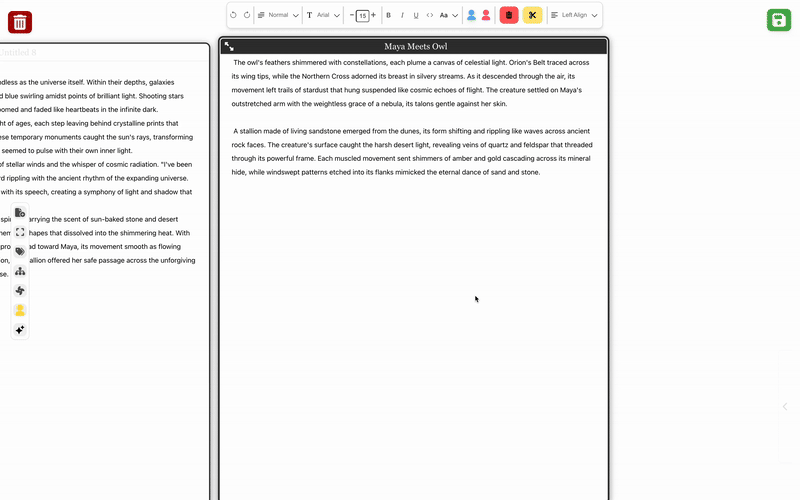 Normal
Arial
15
B I U <> Aa
Left Align
Untitled 8
Maya Meets Owl
ndless as the universe itself. Within their depths, galaxies
d blue swirling amidst points of brilliant light. Shooting stars
oomed and faded like heartbeats in the infinite dark.
ht of ages, each step leaving behind crystalline prints that
ese temporary monuments caught the sun's rays, transforming
seemed to pulse with their own inner light.
of stellar winds and the whisper of cosmic radiation. "I've been
rd rippling with the ancient rhythm of the expanding universe.
with its speech, creating a symphony of light and shadow that
spi arrying the scent of sun-baked stone and desert
hem hapes that dissolved into the shimmering heat. With
pro ad toward Maya, its movement smooth as flowing
on, allion offered her safe passage across the unforgiving
se.
The owl's feathers shimmered with constellations, each plume a canvas of celestial light. Orion's Belt traced across
its wing tips, while the Northern Cross adorned its breast in silvery streams. As it descended through the air, its
movement left trails of stardust that hung suspended like cosmic echoes of flight. The creature settled on Maya's
outstretched arm with the weightless grace of a nebula, its talons gentle against her skin.
A stallion made of living sandstone emerged from the dunes, its form shifting and rippling like waves across ancient
rock faces. The creature's surface caught the harsh desert light, revealing veins of quartz and feldspar that threaded
through its powerful frame. Each muscled movement sent shimmers of amber and gold cascading across its mineral
hide, while windswept patterns etched into its flanks mimicked the eternal dance of sand and stone.